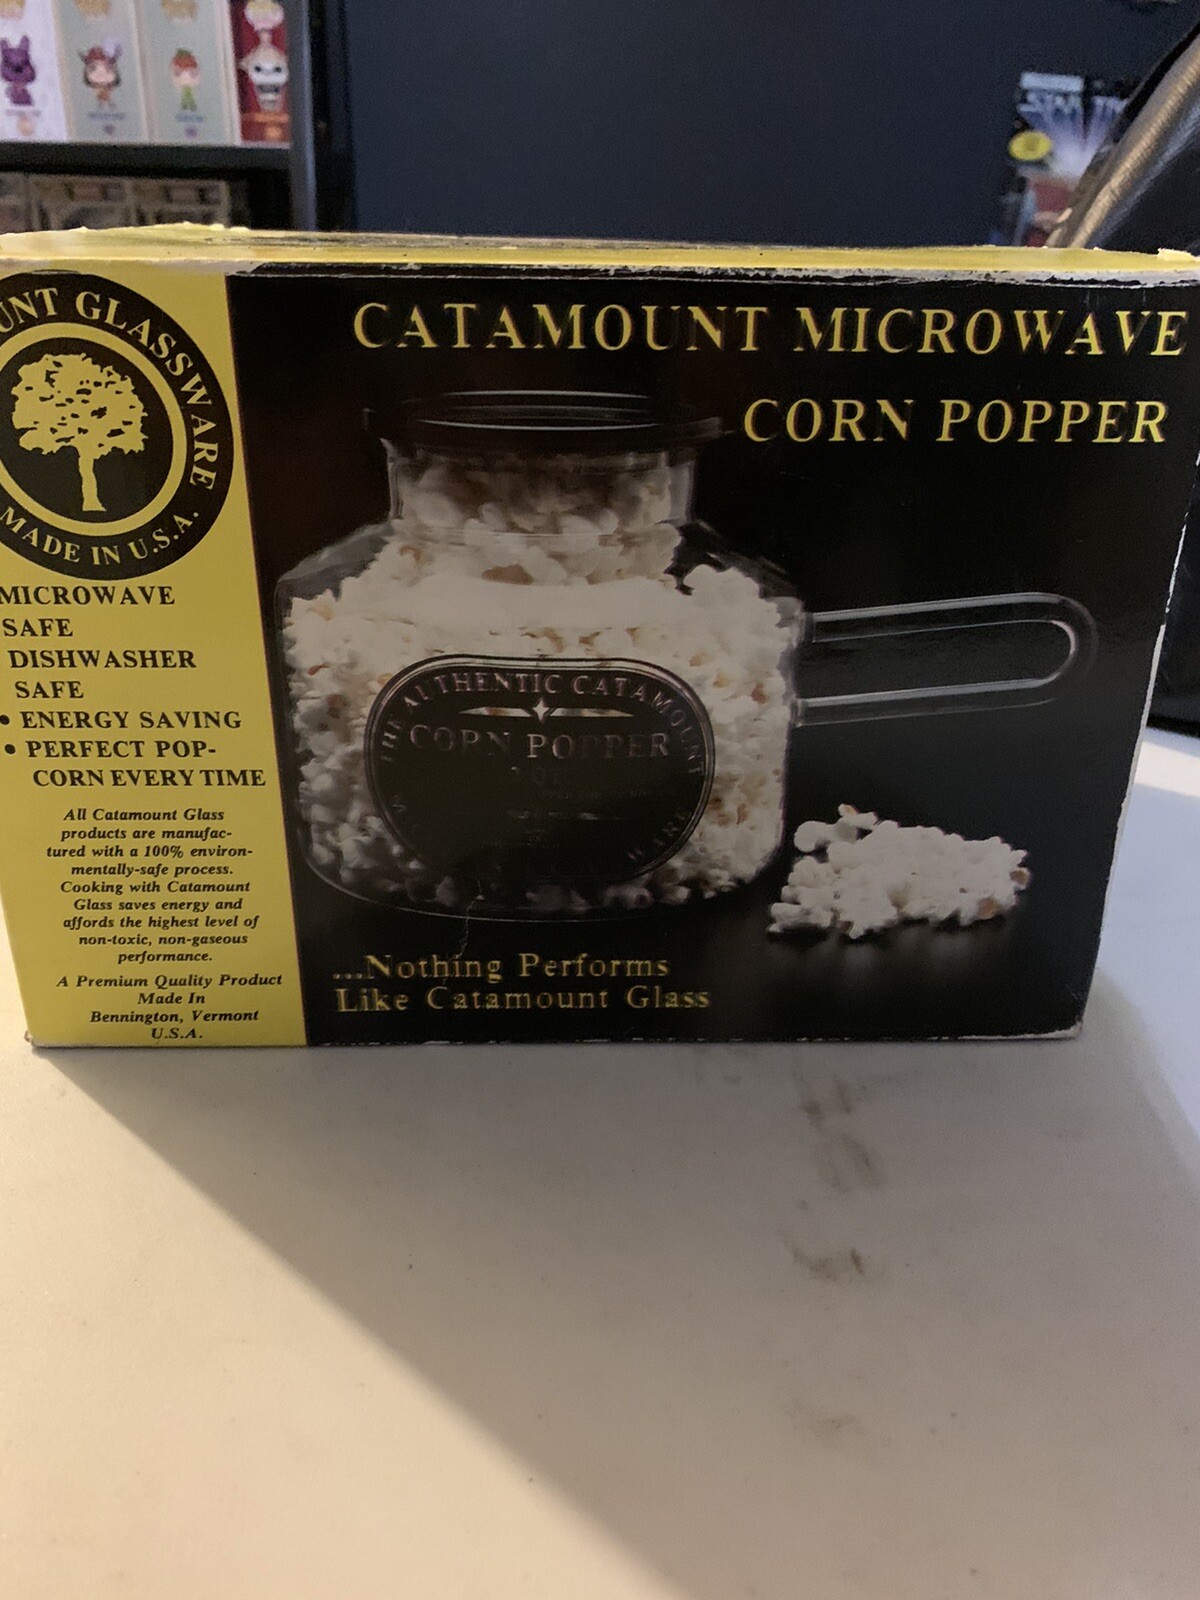 STAR TR
UNT GLASSWARE
MADE IN U.S.A.
MICROWAVE
SAFE
DISHWASHER
SAFE
• ENERGY SAVING
• PERFECT POP-
CORN EVERY TIME
All Catamount Glass
products are manufac-
tured with a 100% environ-
mentally-safe process.
Cooking with Catamount
Glass saves energy and
affords the highest level of
non-toxic, non-gaseous
performance.
A Premium Quality Product
Made In
Bennington, Vermont
U.S.A.
CATAMOUNT MICROWAVE
CORN POPPER
THE AUTHENTIC CATAMOUNT
CORN POPPER
...Nothing Performs
Like Catamount Glass